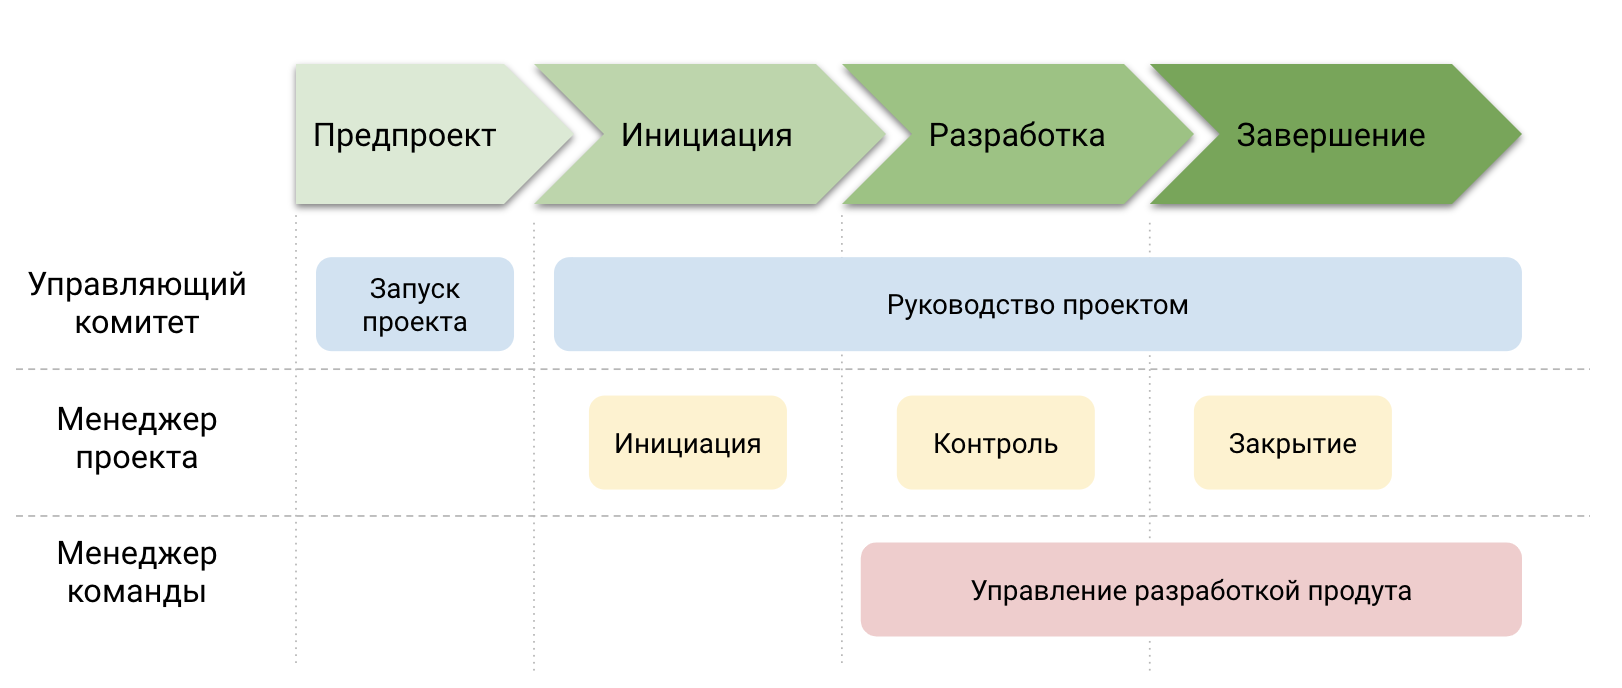 Предпроект
Инициация
Разработка
Завершение
Управляющий
комитет
Запуск
проекта
Руководство проектом
Менеджер
проекта
Инициация
Контроль
Закрытие
Менеджер
команды
Управление разработкой продута